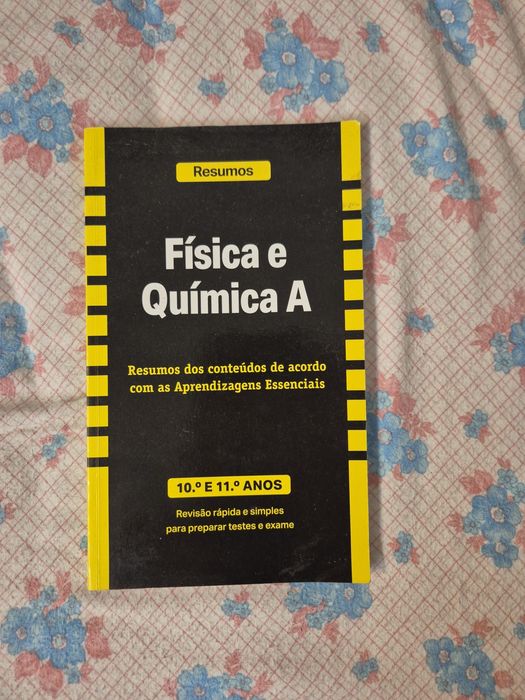 Resumos
Física e
Química A
Resumos dos conteúdos de acordo
com as Aprendizagens Essenciais
10.º E 11.º ANOS
Revisão rápida e simples
para preparar testes e exame